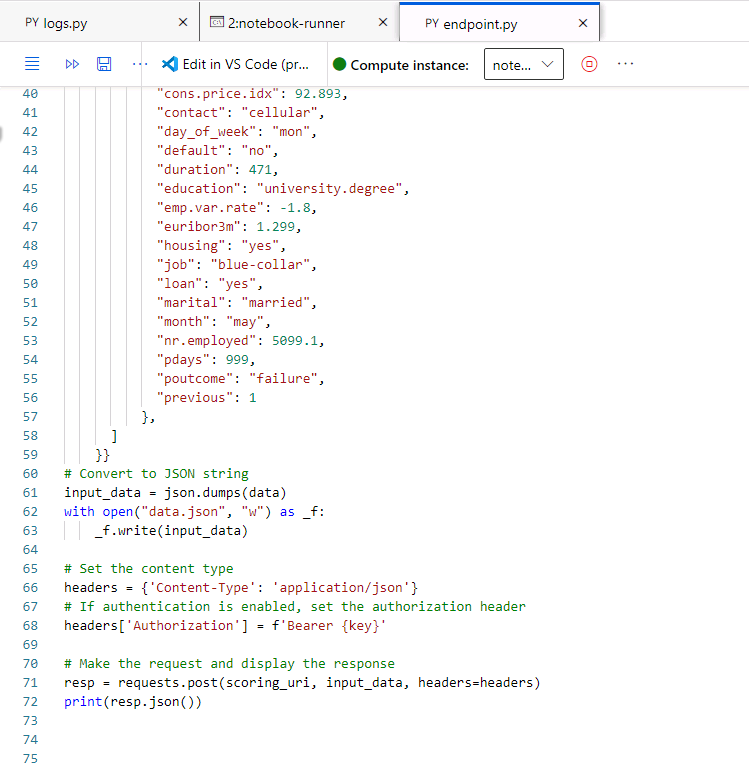 PY logs.py ×
2:notebook-runner ×
PY endpoint.py ×
Edit in VS Code (pr...
Compute instance:
note...
40 "cons.price.idx": 92.893,
41 "contact": "cellular",
42 "day_of_week": "mon",
43 "default": "no",
44 "duration": 471,
45 "education": "university.degree",
46 "emp.var.rate": -1.8,
47 "euribor3m": 1.299,
48 "housing": "yes",
49 "job": "blue-collar",
50 "loan": "yes",
51 "marital": "married",
52 "month": "may",
53 "nr.employed": 5099.1,
54 "pdays": 999,
55 "poutcome": "failure",
56 "previous": 1
57 },
58 ]
59 }}
60 # Convert to JSON string
61 input_data = json.dumps(data)
62 with open("data.json", "w") as _f:
63 _f.write(input_data)
64
65 # Set the content type
66 headers = {'Content-Type': 'application/json'}
67 # If authentication is enabled, set the authorization header
68 headers['Authorization'] = f'Bearer {key}'
69
70 # Make the request and display the response
71 resp = requests.post(scoring_uri, input_data, headers=headers)
72 print(resp.json())
73
74
75